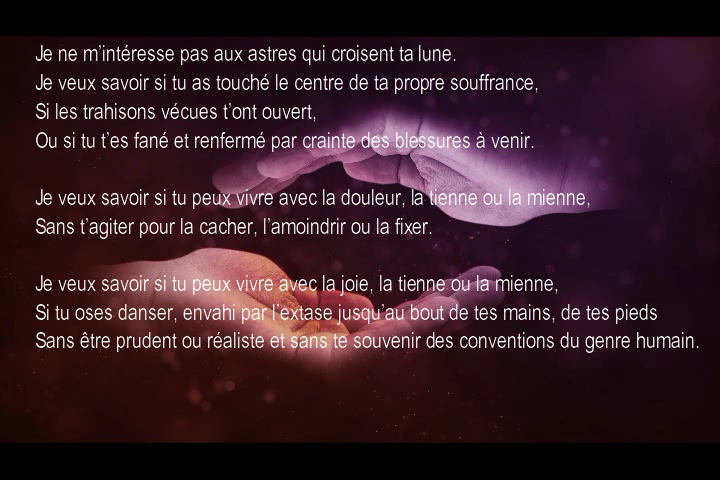 Je ne m'intéresse pas aux astres qui croisent ta lune.
Je veux savoir si tu as touché le centre de ta propre souffrance,
Si les trahisons vécues t'ont ouvert,
Ou si tu t'es fané et renfermé par crainte des blessures à venir.

Je veux savoir si tu peux vivre avec la douleur, la tienne ou la mienne,
Sans t'agiter pour la cacher, l'amoindrir ou la fixer.

Je veux savoir si tu peux vivre avec la joie, la tienne ou la mienne,
Si tu oses danser, envahi par l'extase jusqu'au bout de tes mains, de tes pieds
Sans être prudent ou réaliste et sans te souvenir des conventions du genre humain.